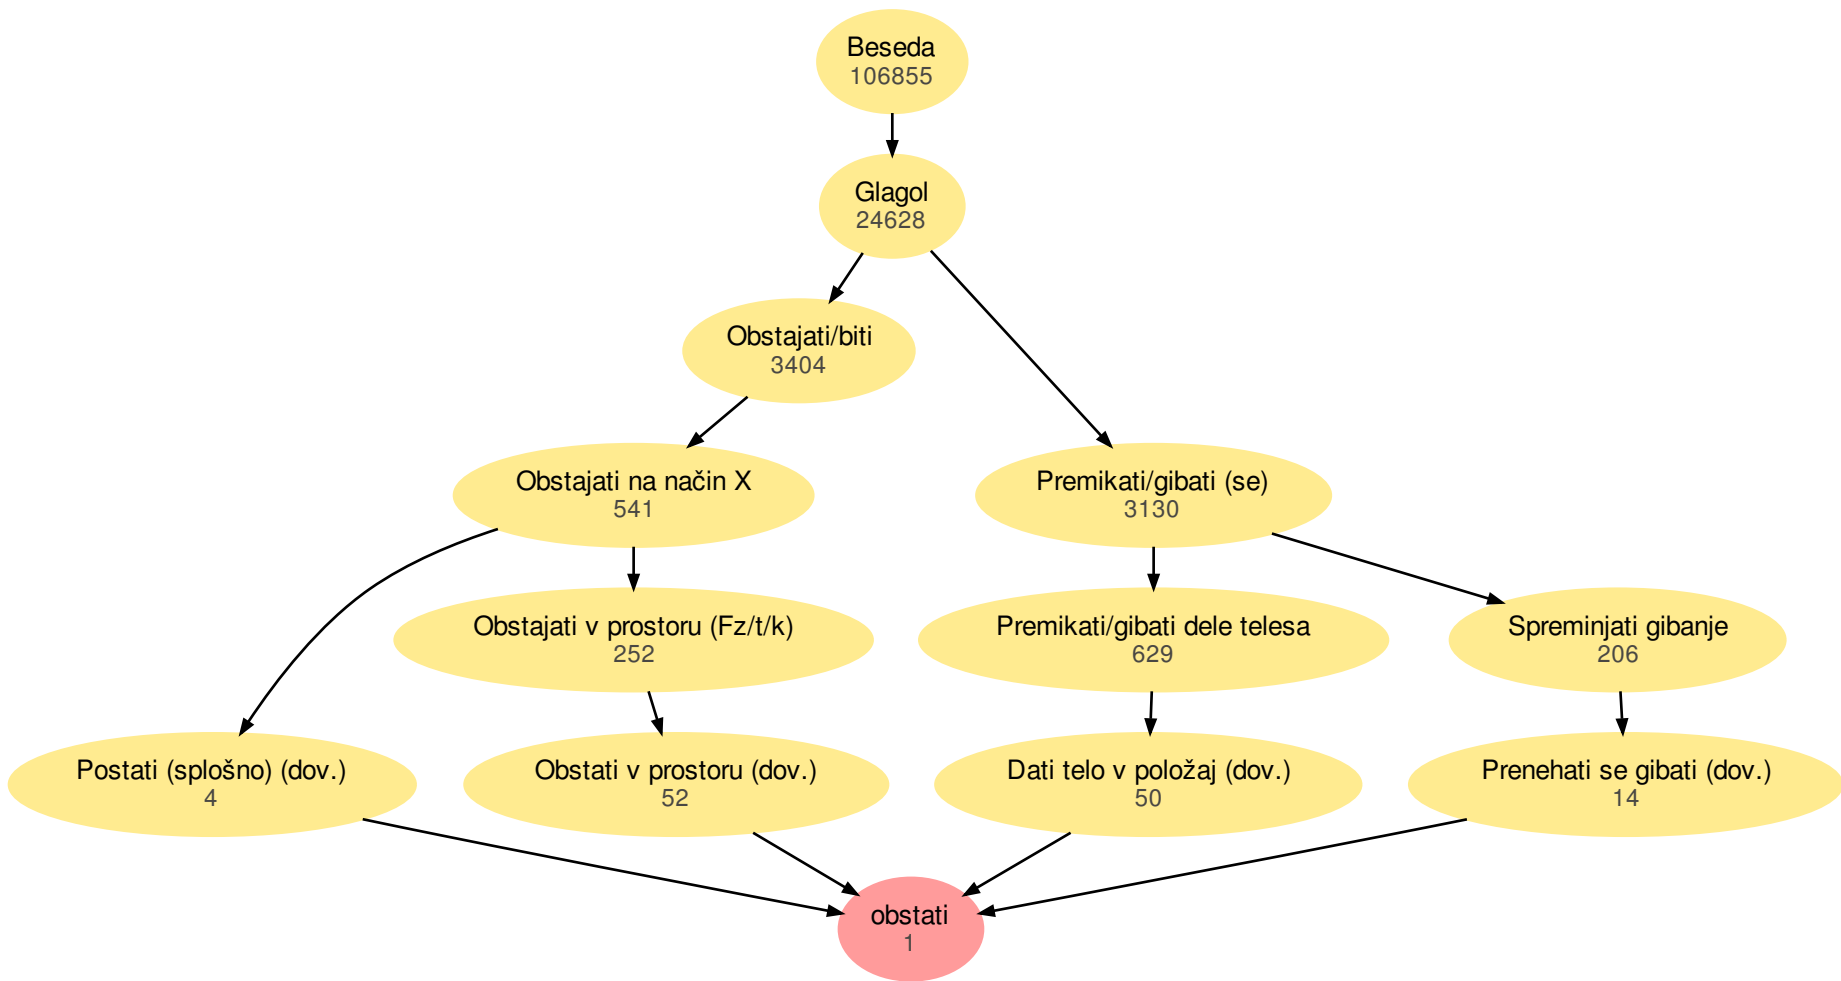 Beseda
106855
Glagol
24628
Obstajati/biti
3404
Obstajati na način X
541
Premikati/gibati (se)
3130
Obstajati v prostoru (Fz/t/k)
252
Premikati/gibati dele telesa
629
Spreminjati gibanje
206
Postati (splošno) (dov.)
4
Obstati v prostoru (dov.)
52
Dati telo v položaj (dov.)
50
Prenehati se gibati (dov.)
14
obstati
1